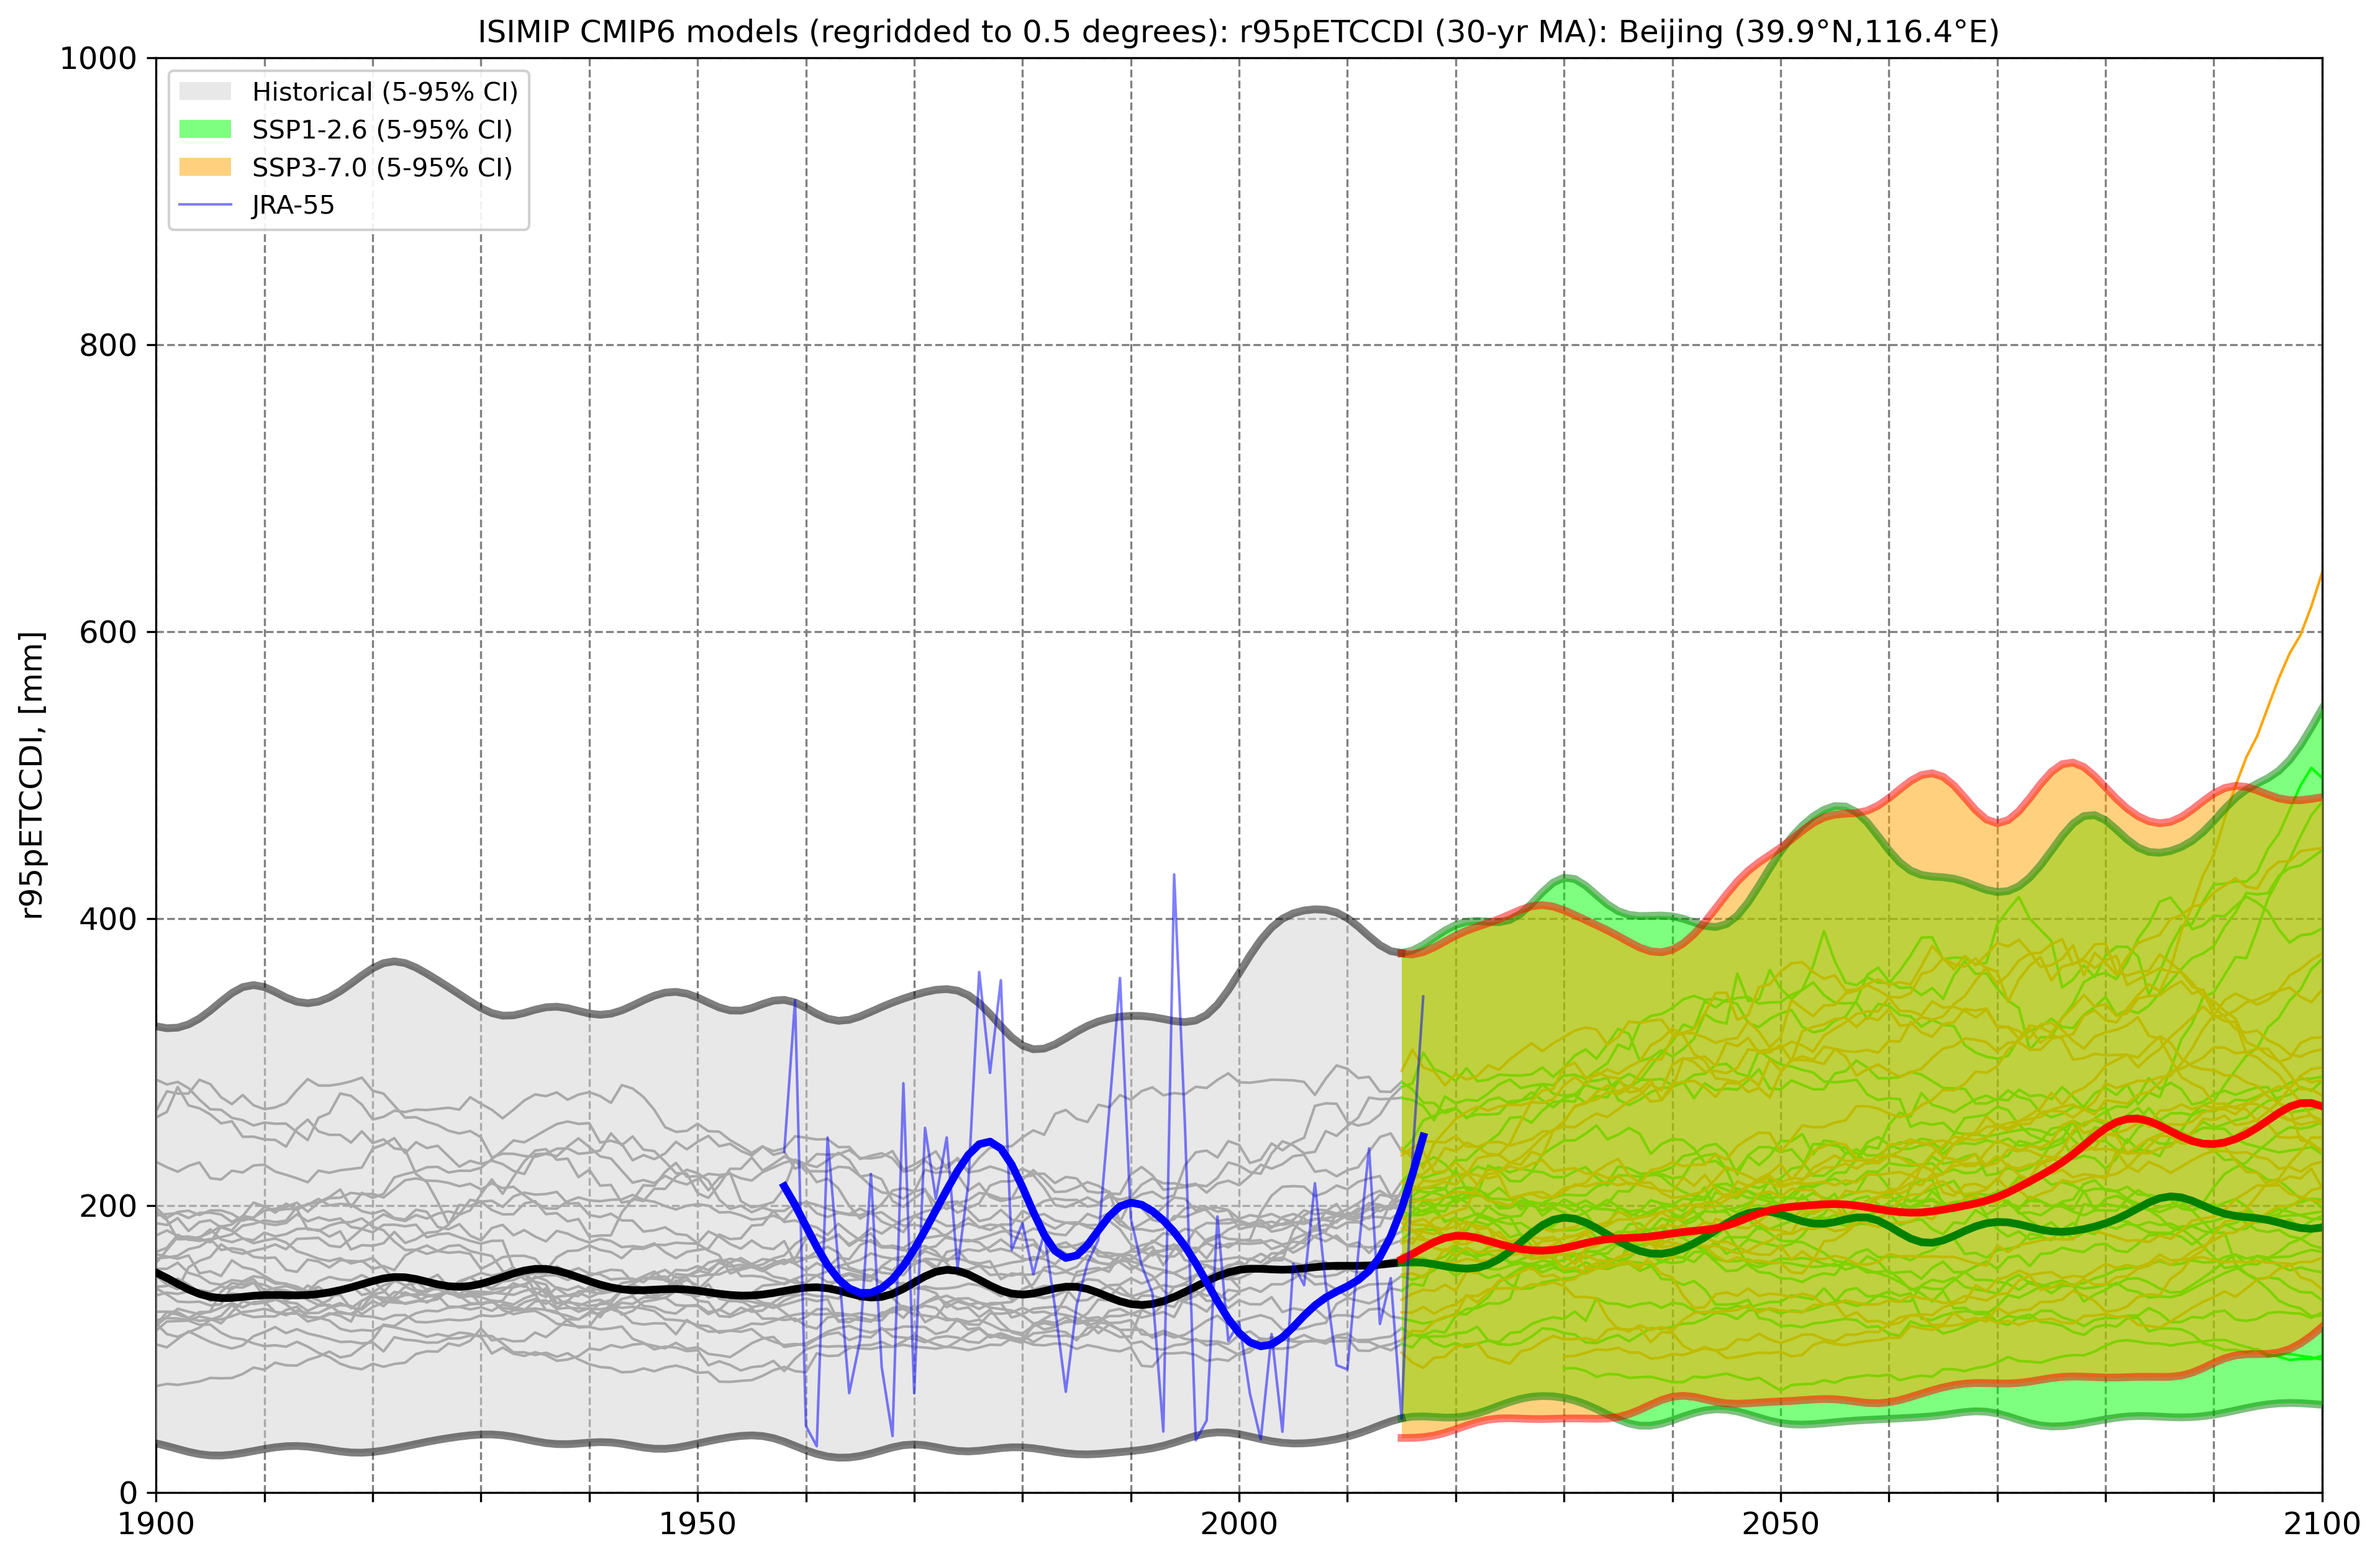 ISIMIP CMIP6 models (regridded to 0.5 degrees): r95pETCCDI (30-yr MA): Beijing (39.9°N,116.4°E)
1000
800
600
400
200
0
r95pETCCDI, [mm]
Historical (5-95% CI)
SSP1-2.6 (5-95% CI)
SSP3-7.0 (5-95% CI)
JRA-55
1900 1950 2000 2050 2100